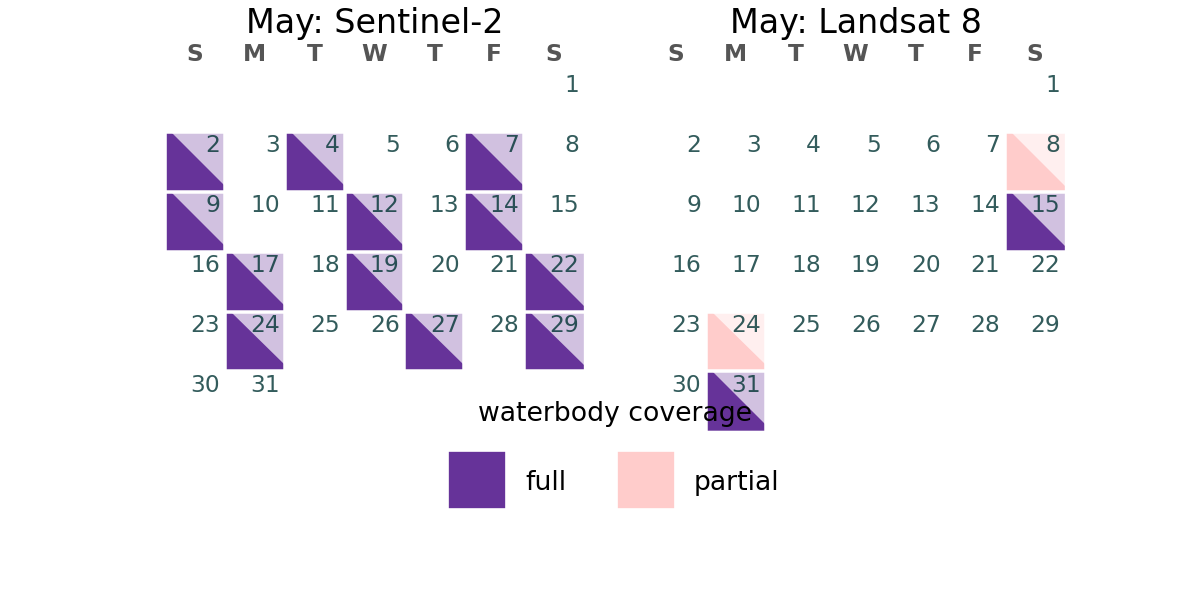 May: Sentinel-2
S M T W T F S
1
2 3 4 5 6 7 8
9 10 11 12 13 14 15
16 17 18 19 20 21 22
23 24 25 26 27 28 29
30 31
May: Landsat 8
S M T W T F S
1
2 3 4 5 6 7 8
9 10 11 12 13 14 15
16 17 18 19 20 21 22
23 24 25 26 27 28 29
30 31
waterbody coverage
full partial